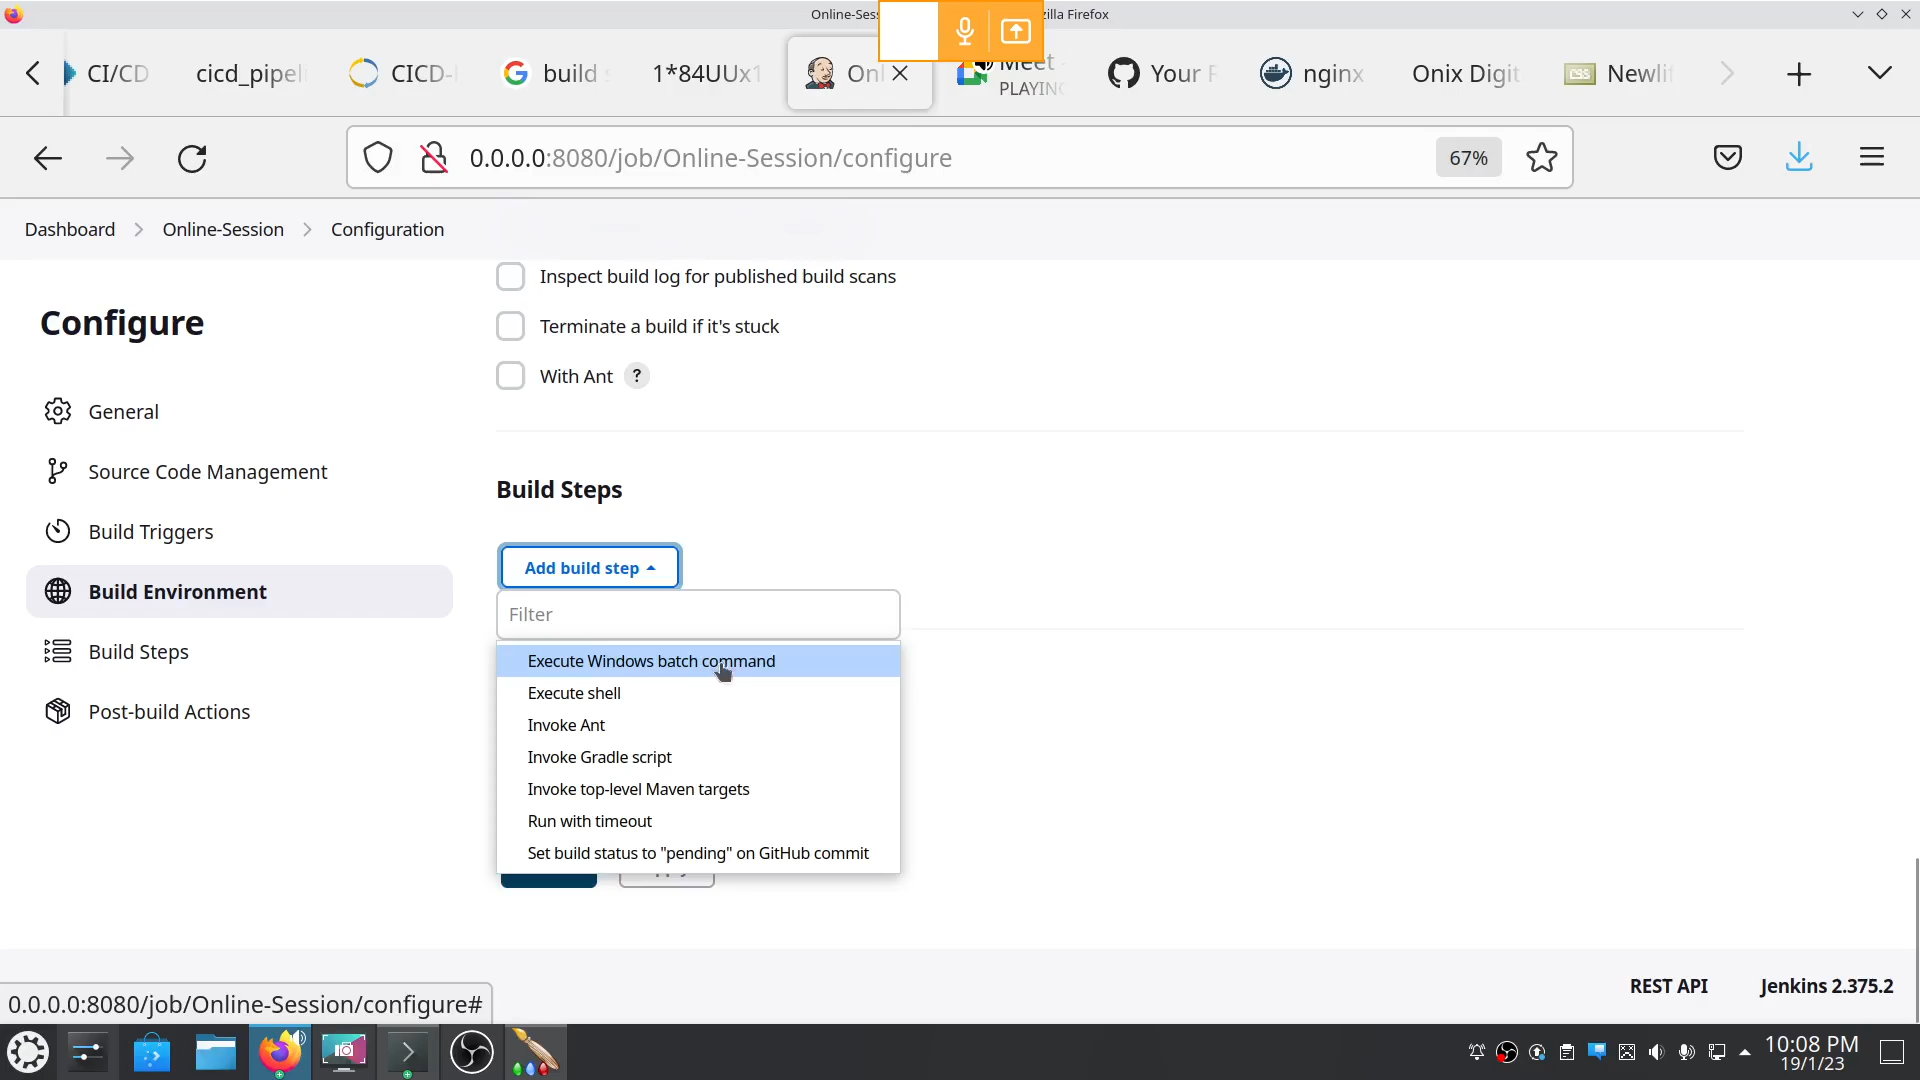 Online-Ses
zilla Firefox
CI/CD
cicd_pipel
CICD-
build s
1*84UUx1
Onl
Meet
PLAYING
Your
nginx
Onix Digit
css
Newli
0.0.0.0:8080/job/Online-Session/configure
67%
Dashboard
Online-Session
Configuration
Configure
General
Source Code Management
Build Triggers
Build Environment
Build Steps
Post-build Actions
Inspect build log for published build scans
Terminate a build if it's stuck
With Ant ?
Build Steps
Add build step
Filter
Execute Windows batch command
Execute shell
Invoke Ant
Invoke Gradle script
Invoke top-level Maven targets
Run with timeout
Set build status to "pending" on GitHub commit
REST API
Jenkins 2.375.2
0.0.0.0:8080/job/Online-Session/configure#
10:08 PM
19/1/23